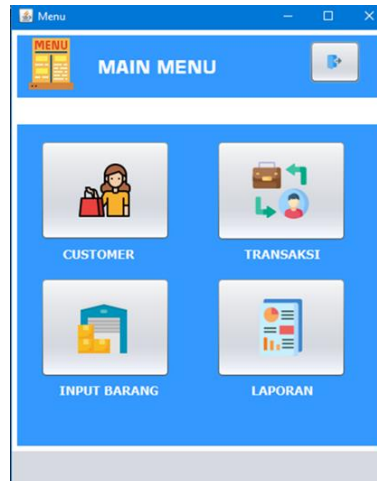 Menu
MENU
MAIN MENU
CUSTOMER
TRANSAKSI
INPUT BARANG
LAPORAN